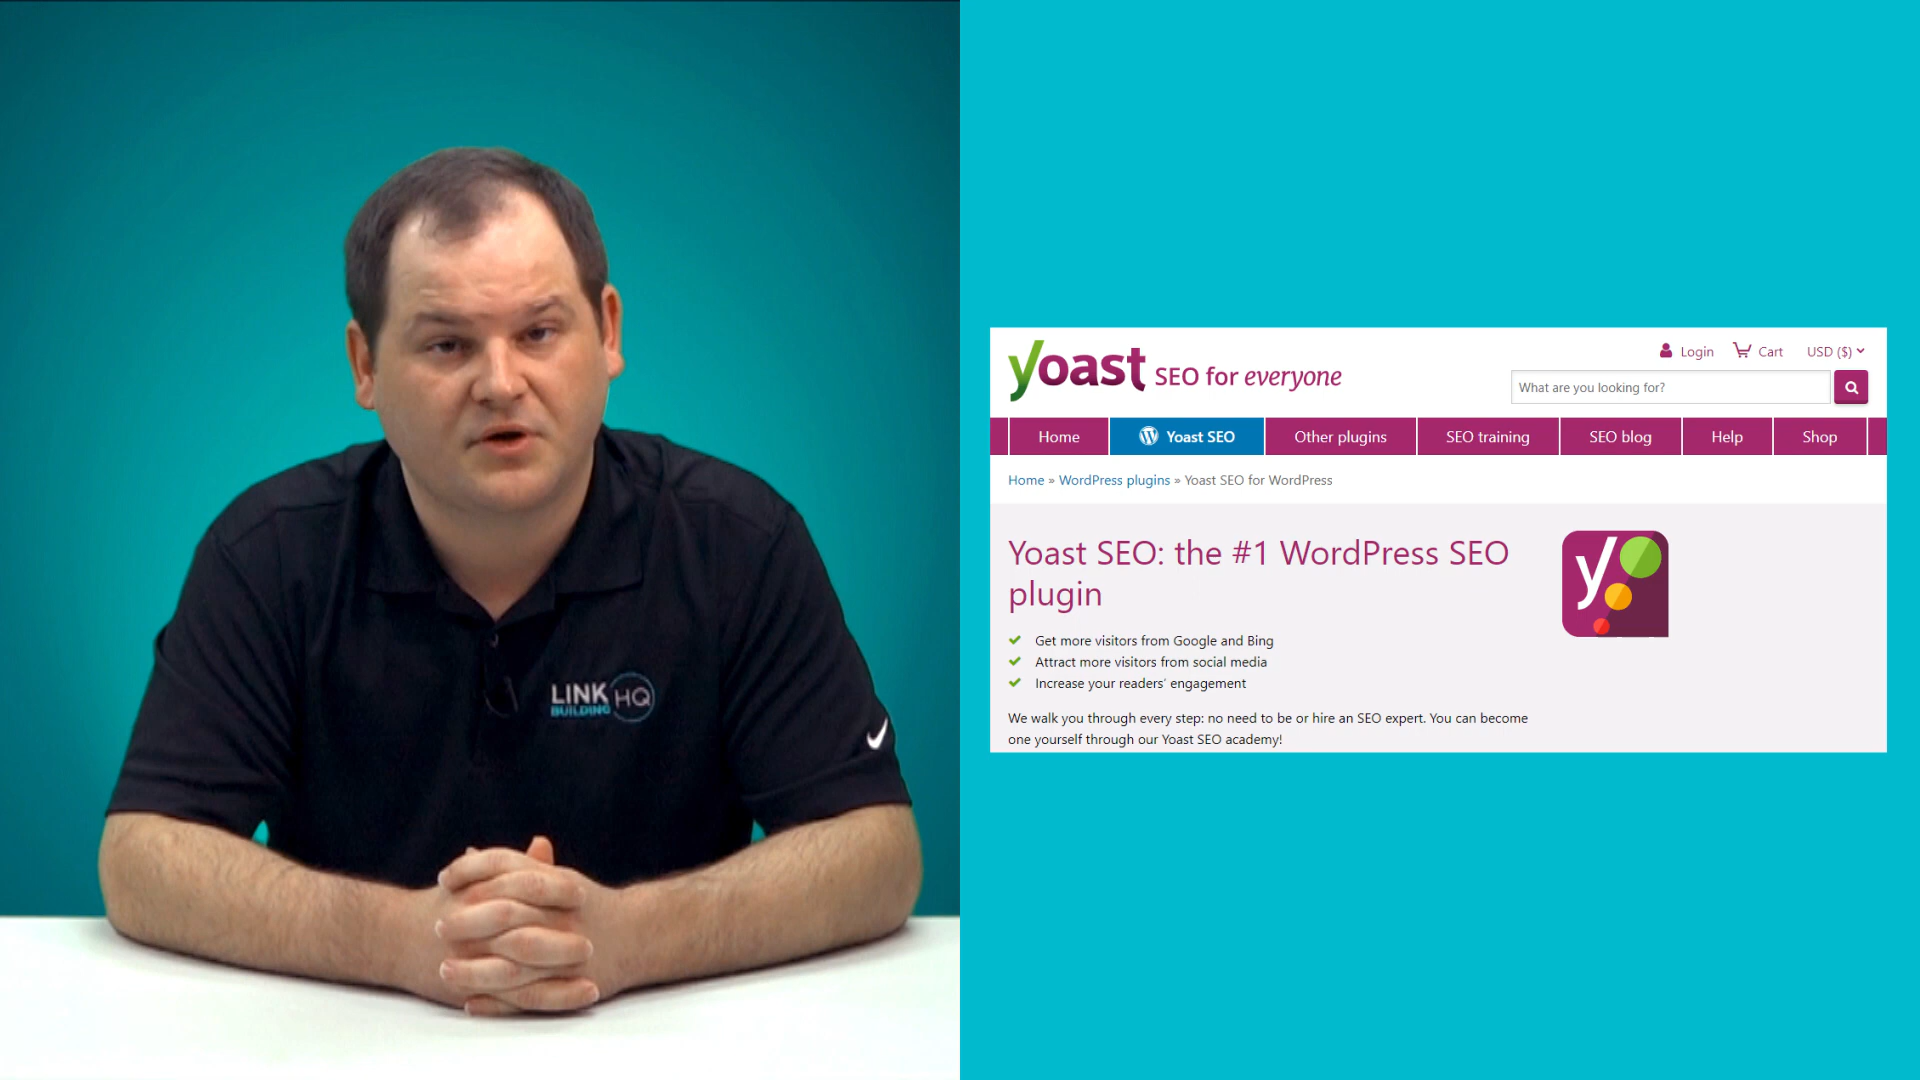 LINK HQ
BUILDING
yoast SEO for everyone
Login Cart USD ($)
What are you looking for?
Home Yoast SEO Other plugins SEO training SEO blog Help Shop
Home » WordPress plugins » Yoast SEO for WordPress
Yoast SEO: the #1 WordPress SEO
plugin
y
Get more visitors from Google and Bing
Attract more visitors from social media
Increase your readers' engagement
We walk you through every step: no need to be or hire an SEO expert. You can become
one yourself through our Yoast SEO academy!